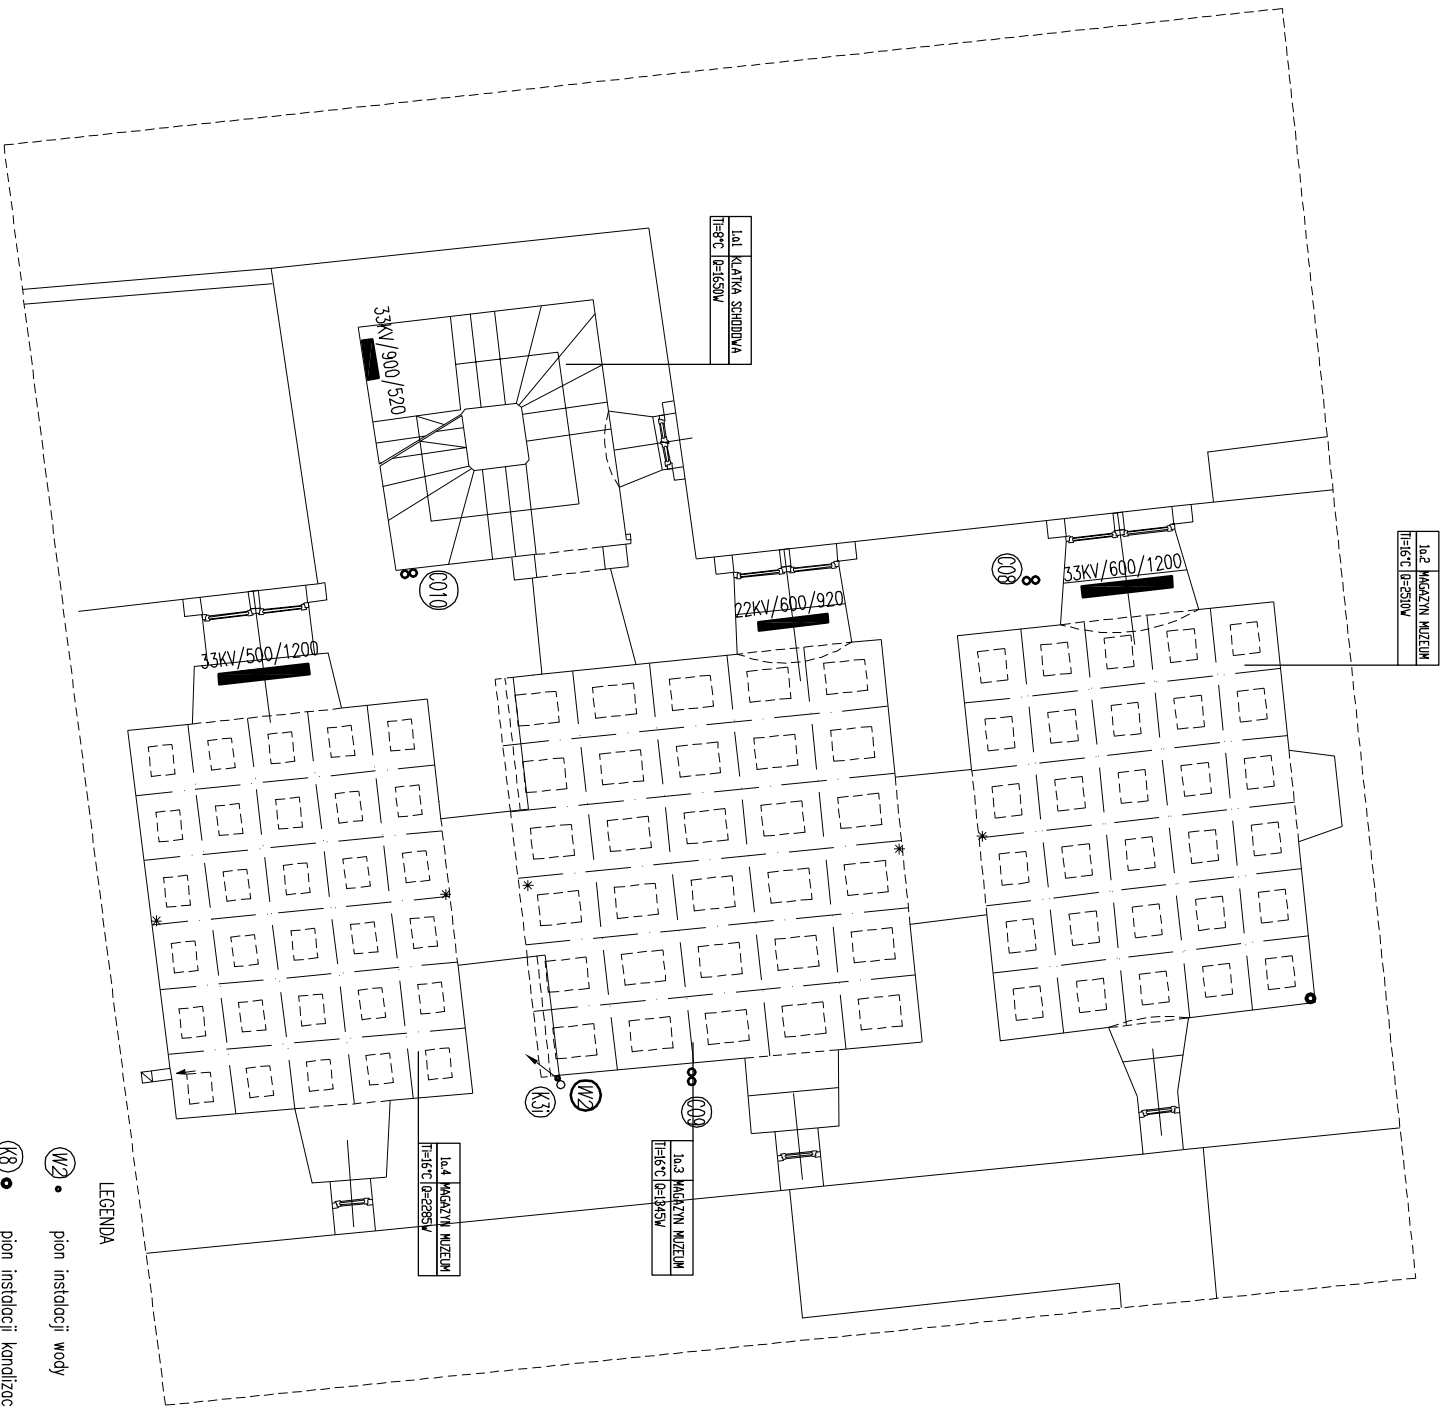 1a.1 KLATKA SCHODOWA
Ti=8°C Q=1650W
1a.2 MAGAZYN MUZEUM
Ti=16°C Q=2510W
33KV/900/520
CO10
CO8
33KV/600/1200
22KV/600/920
33KV/500/1200
K3i
W2
CO9
1a.3 MAGAZYN MUZEUM
Ti=16°C Q=1345W
1a.4 MAGAZYN MUZEUM
Ti=16°C Q=2285W
LEGENDA
W2 pion instalacji wody
K8 pion instalacji kanalizac